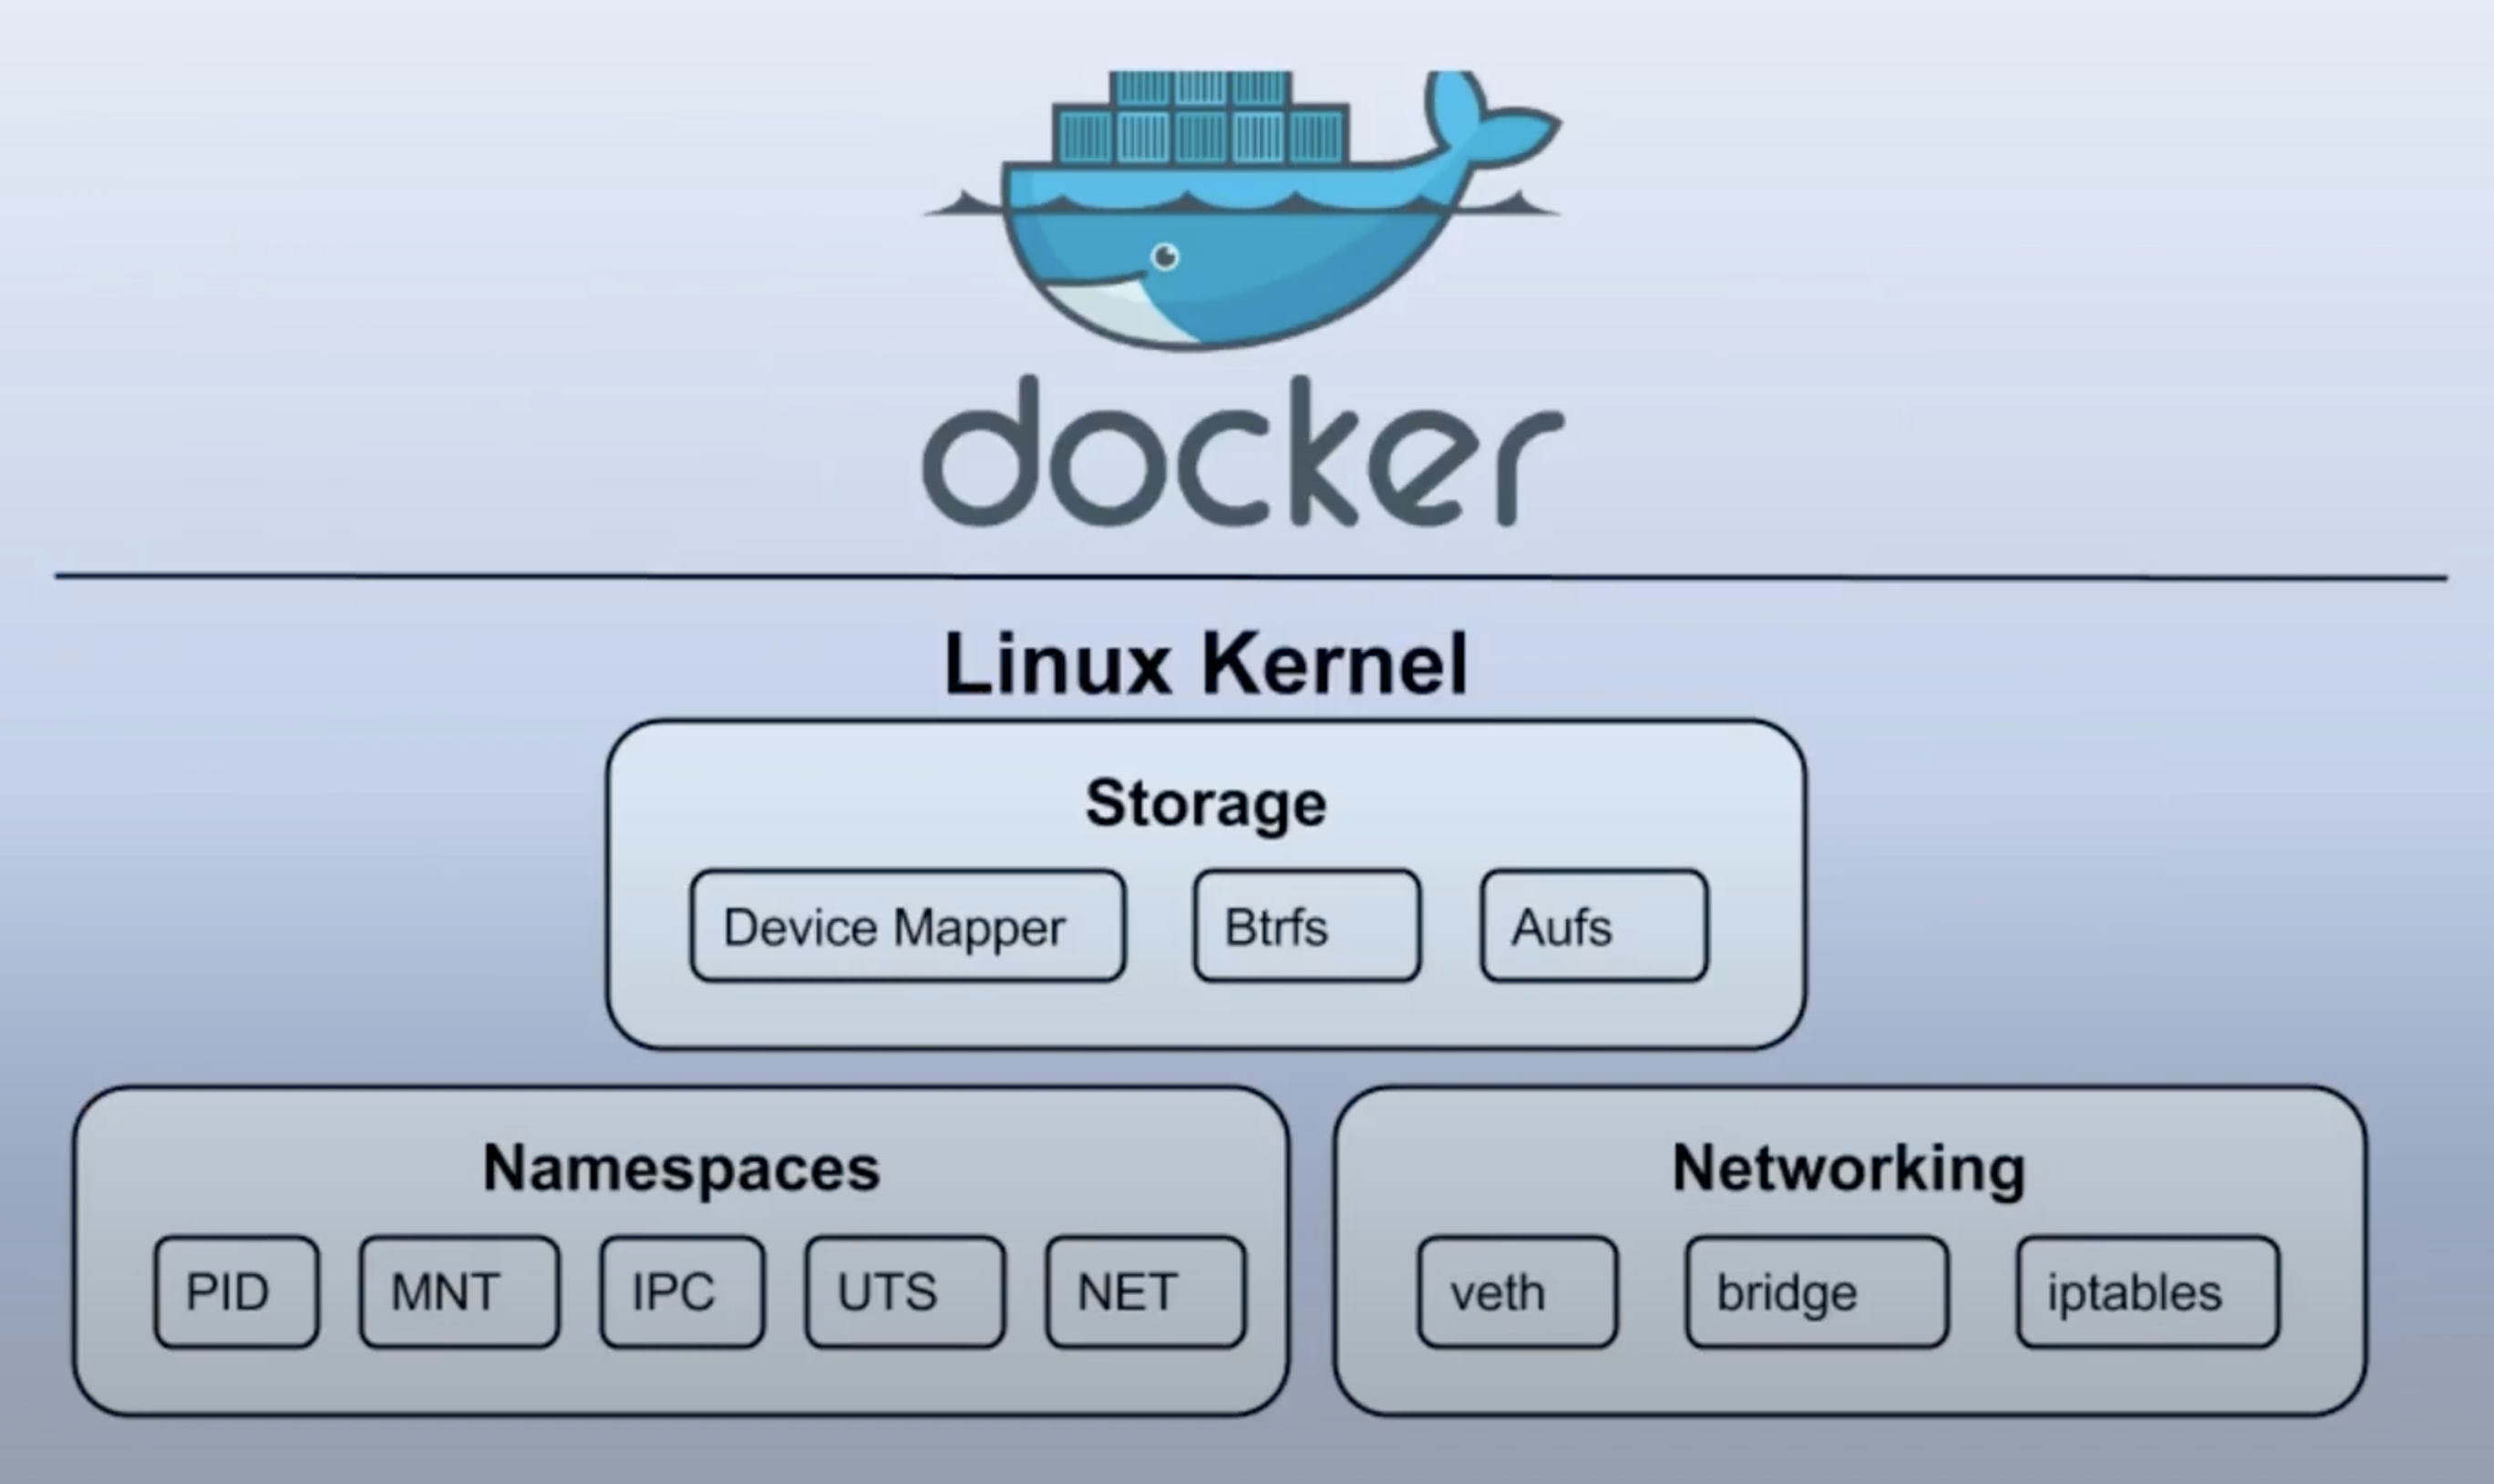 docker
Linux Kernel
Storage
Device Mapper Btrfs Aufs
Namespaces
PID MNT IPC UTS NET
Networking
veth bridge iptables